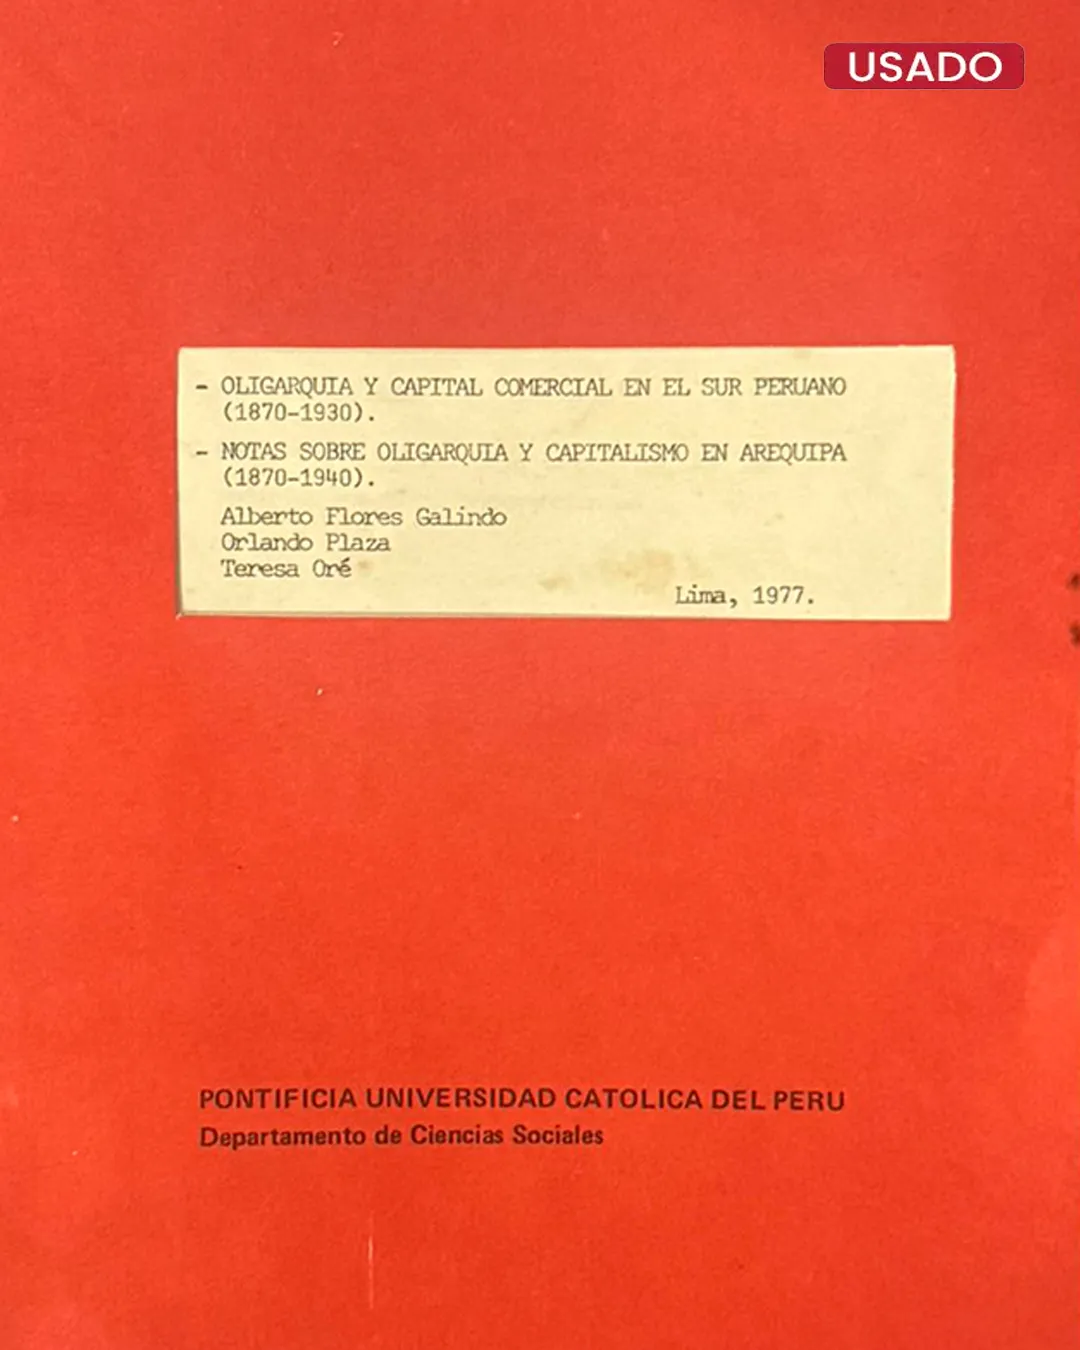 USADO
- OLIGARQUIA Y CAPITAL COMERCIAL EN EL SUR PERUANO
(1870-1930).
- NOTAS SOBRE OLIGARQUIA Y CAPITALISMO EN AREQUIPA
(1870-1940).
Alberto Flores Galindo
Orlando Plaza
Teresa Oré
Lima, 1977.
PONTIFICIA UNIVERSIDAD CATOLICA DEL PERU
Departamento de Ciencias Sociales